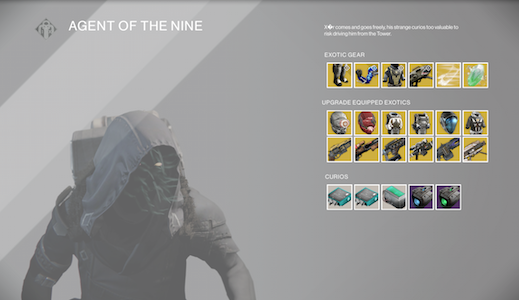 AGENT OF THE NINE
X�r comes and goes freely, his strange curios too valuable to
risk driving him from the Tower.
EXOTIC GEAR
UPGRADE EQUIPPED EXOTICS
CURIOS